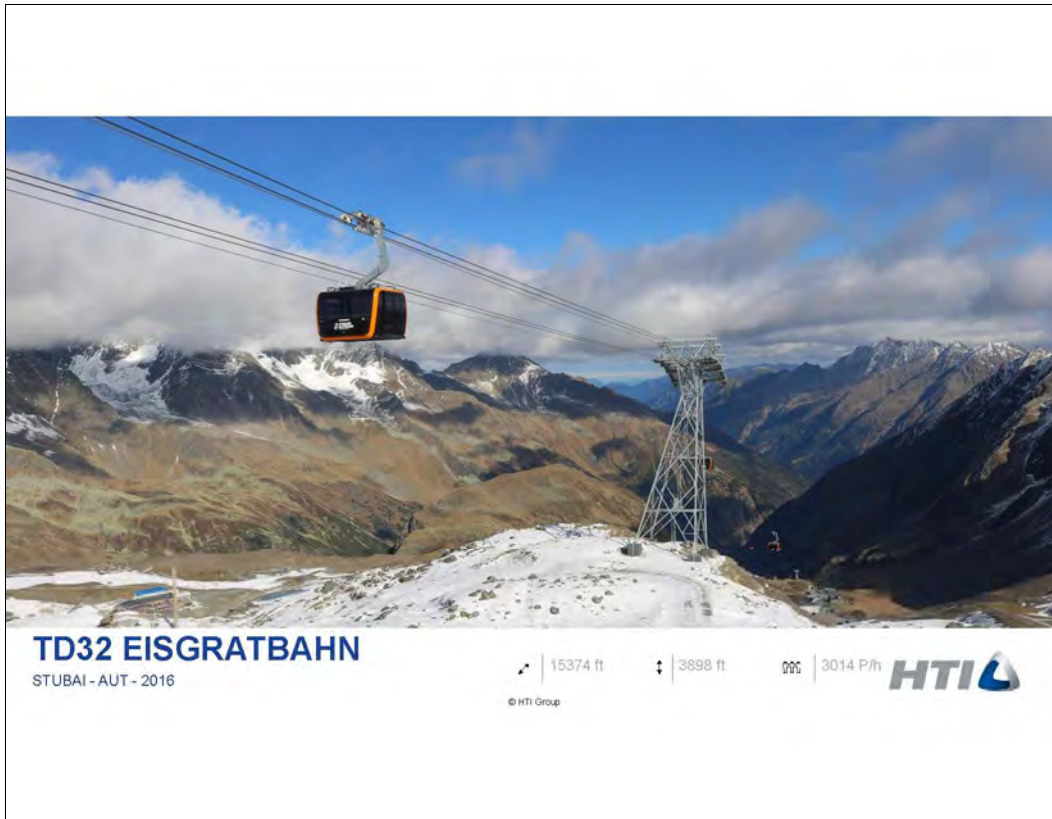 TD32 EISGRATBAHN
STUBAI - AUT - 2016
15374 ft
3898 ft
3014 P/h
HTI
© HTI Group